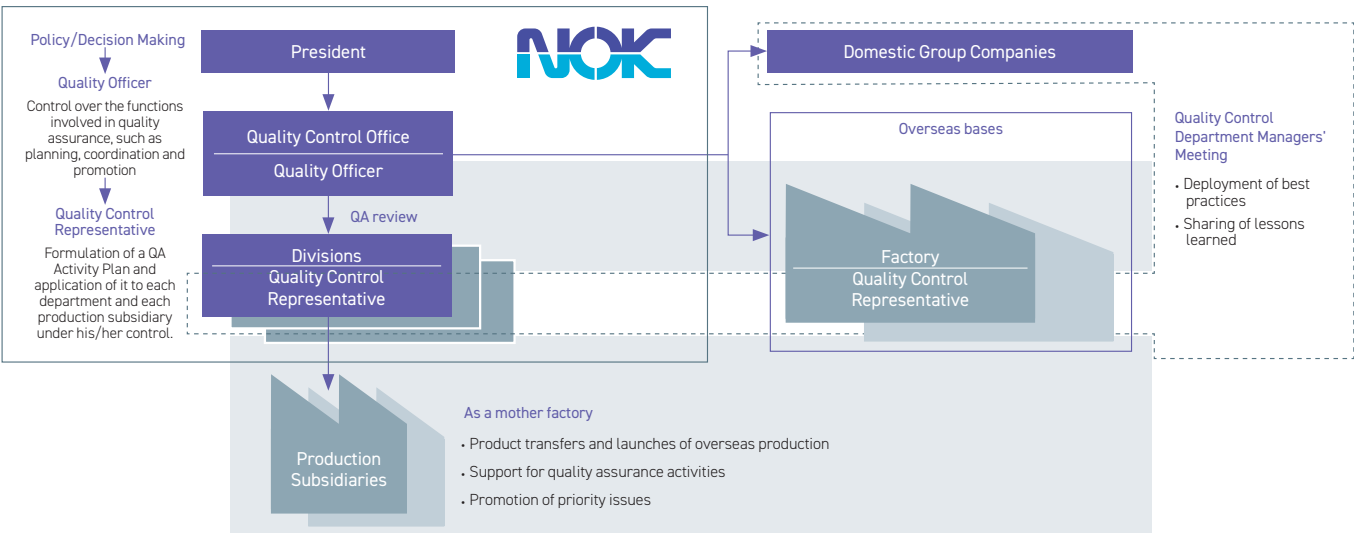 Policy/Decision Making
Quality Officer
Control over the functions
involved in quality
assurance, such as
planning, coordination and
promotion
Quality Control
Representative
Formulation of a QA
Activity Plan and
application of it to each
department and each
production subsidiary
under his/her control.
President
Quality Control Office
Quality Officer
QA review
Divisions
Quality Control
Representative
NOK
Domestic Group Companies
Overseas bases
Factory
Quality Control
Representative
Quality Control
Department Managers'
Meeting
• Deployment of best
practices
• Sharing of lessons
learned
Production
Subsidiaries
As a mother factory
• Product transfers and launches of overseas production
• Support for quality assurance activities
• Promotion of priority issues